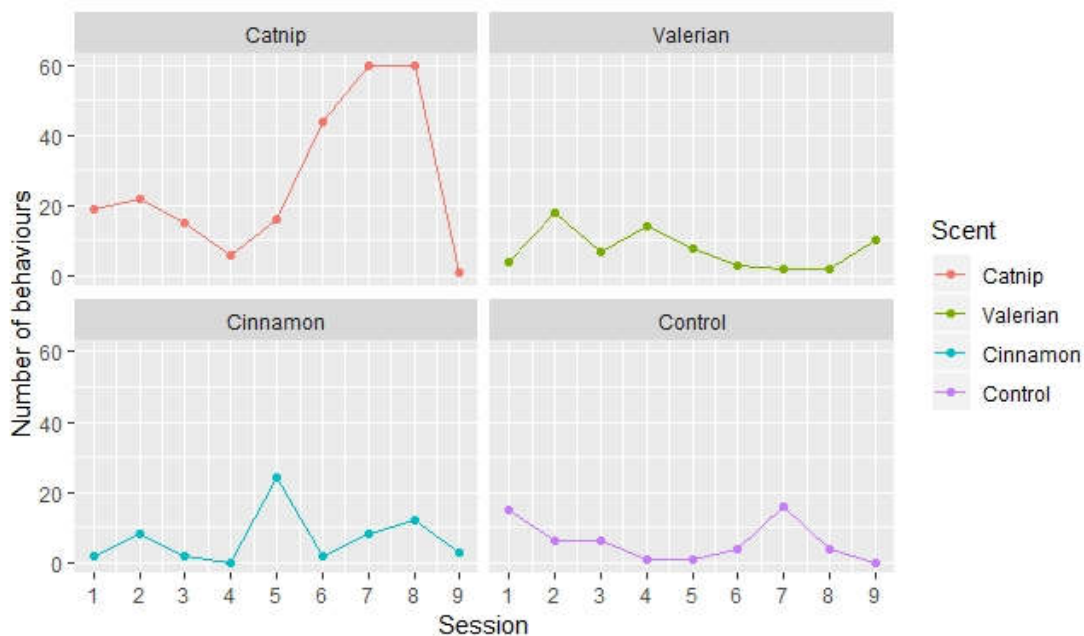 Catnip
Valerian
60
40
20
0
Cinnamon
Control
60
40
20
0
1 2 3 4 5 6 7 8 9
1 2 3 4 5 6 7 8 9
Session
Number of behaviours
Scent
Catnip
Valerian
Cinnamon
Control